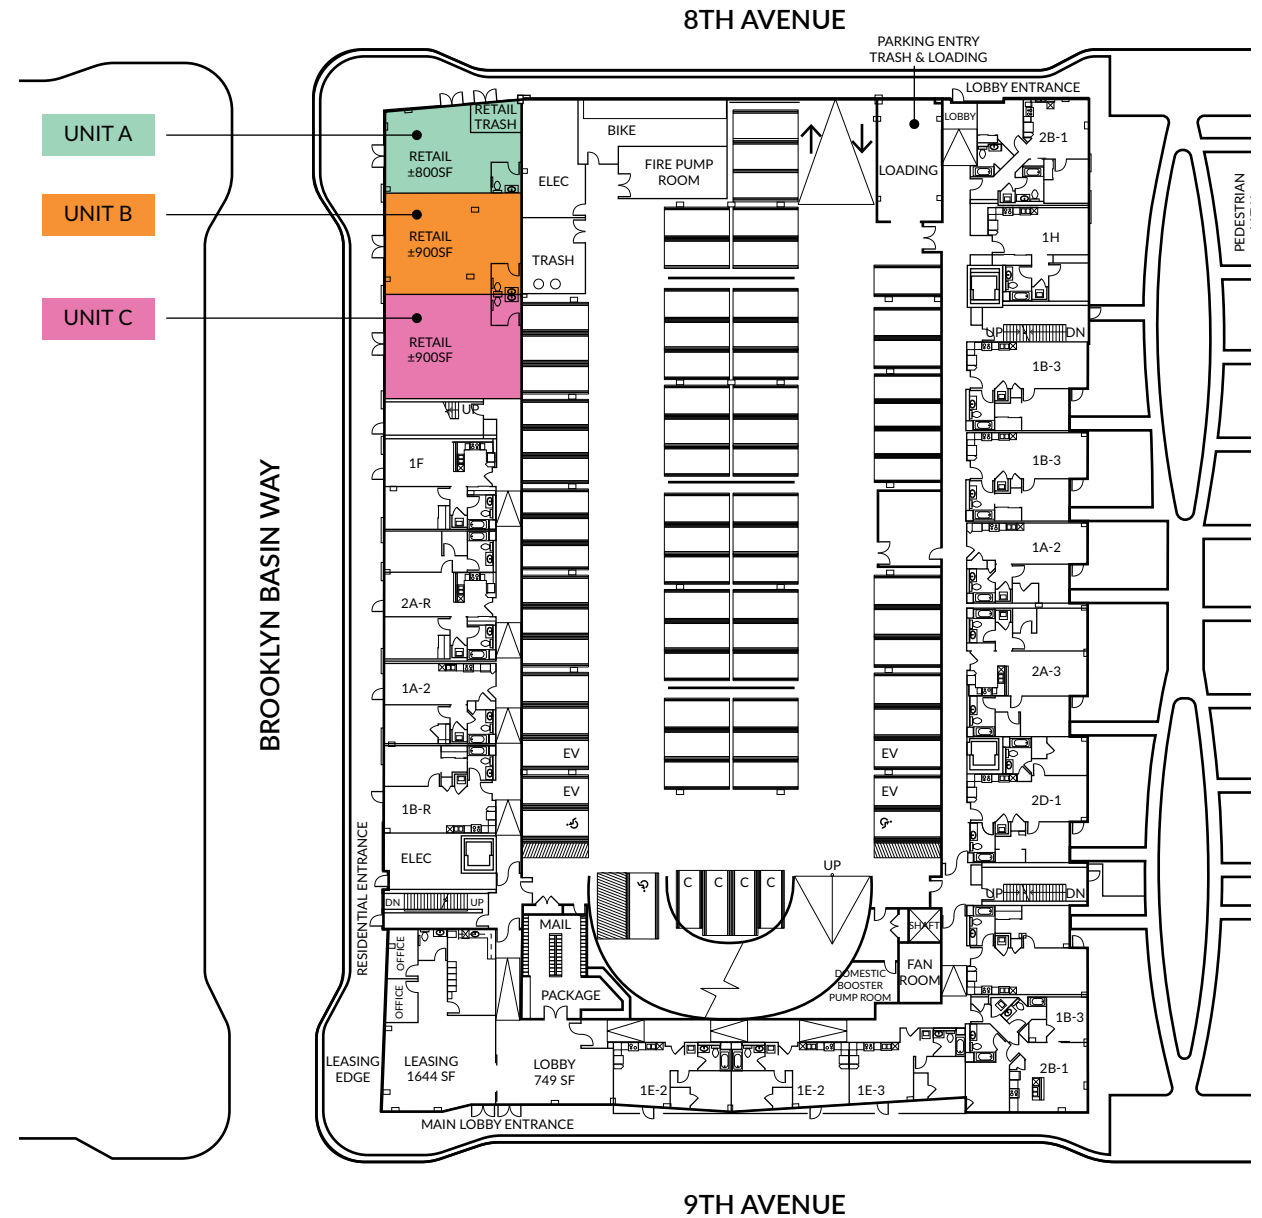 8TH AVENUE
PARKING ENTRY
TRASH & LOADING
LOBBY ENTRANCE
UNIT A
RETAIL
TRASH
RETAIL
±800SF
BIKE
FIRE PUMP
ROOM
ELEC
LOADING
LOBBY
2B-1
PEDESTRIAN
UNIT B
RETAIL
±900SF
TRASH
1H
UNIT C
RETAIL
±900SF
UP
DN
1B-3
UP
1F
1B-3
BROOKLYN BASIN WAY
1A-2
2A-R
2A-3
1A-2
EV
EV
EV
EV
2D-1
1B-R
ELEC
RESIDENTIAL ENTRANCE
UP
C
C
C
C
DN
UP
UP
DN
MAIL
SHAFT
OFFICE
OFFICE
FAN
ROOM
DOMESTIC
BOOSTER
PUMP ROOM
PACKAGE
1B-3
LEASING
EDGE
LEASING
1644 SF
LOBBY
749 SF
1E-2
1E-2
1E-3
2B-1
MAIN LOBBY ENTRANCE
9TH AVENUE